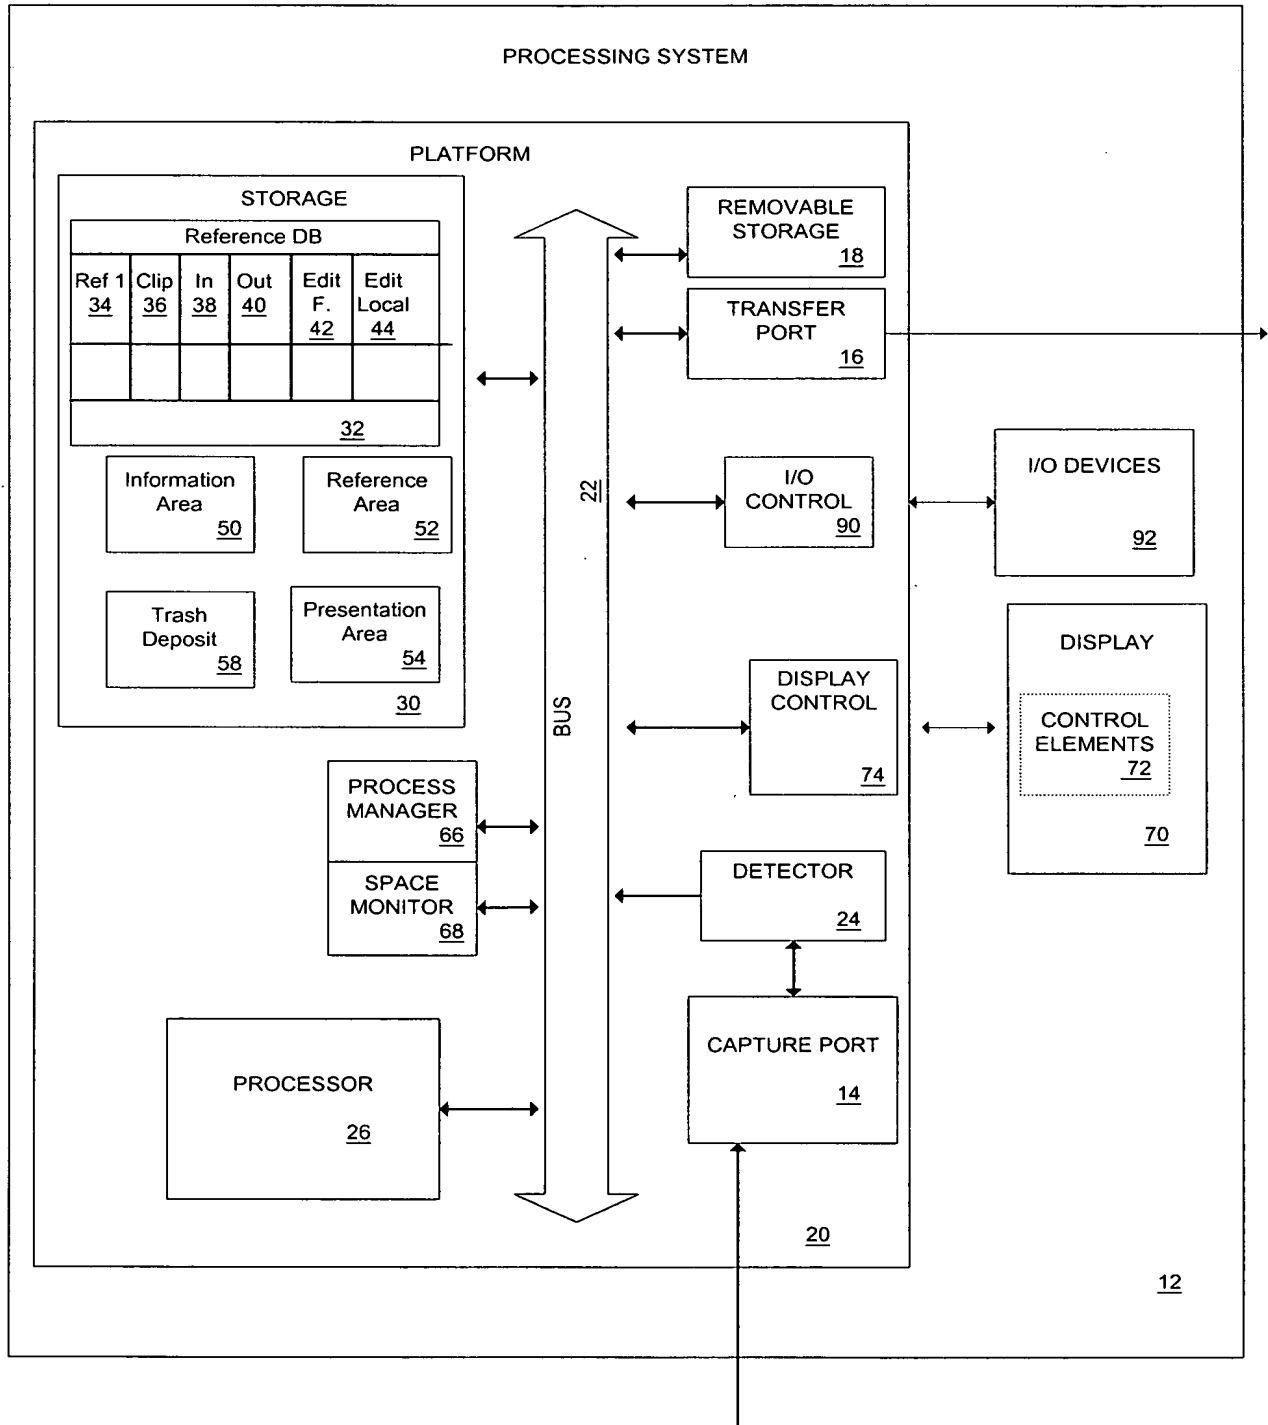 PROCESSING SYSTEM
PLATFORM
STORAGE
Reference DB
Ref 1
34
Clip
36
In
38
Out
40
Edit
F.
42
Edit
Local
44
32
Information
Area
50
Reference
Area
52
Trash
Deposit
58
Presentation
Area
54
30
PROCESS
MANAGER
66
SPACE
MONITOR
68
PROCESSOR
26
BUS
22
REMOVABLE
STORAGE
18
TRANSFER
PORT
16
I/O
CONTROL
90
DISPLAY
CONTROL
74
DETECTOR
24
CAPTURE PORT
14
20
I/O DEVICES
92
DISPLAY
CONTROL
ELEMENTS
72
70
12